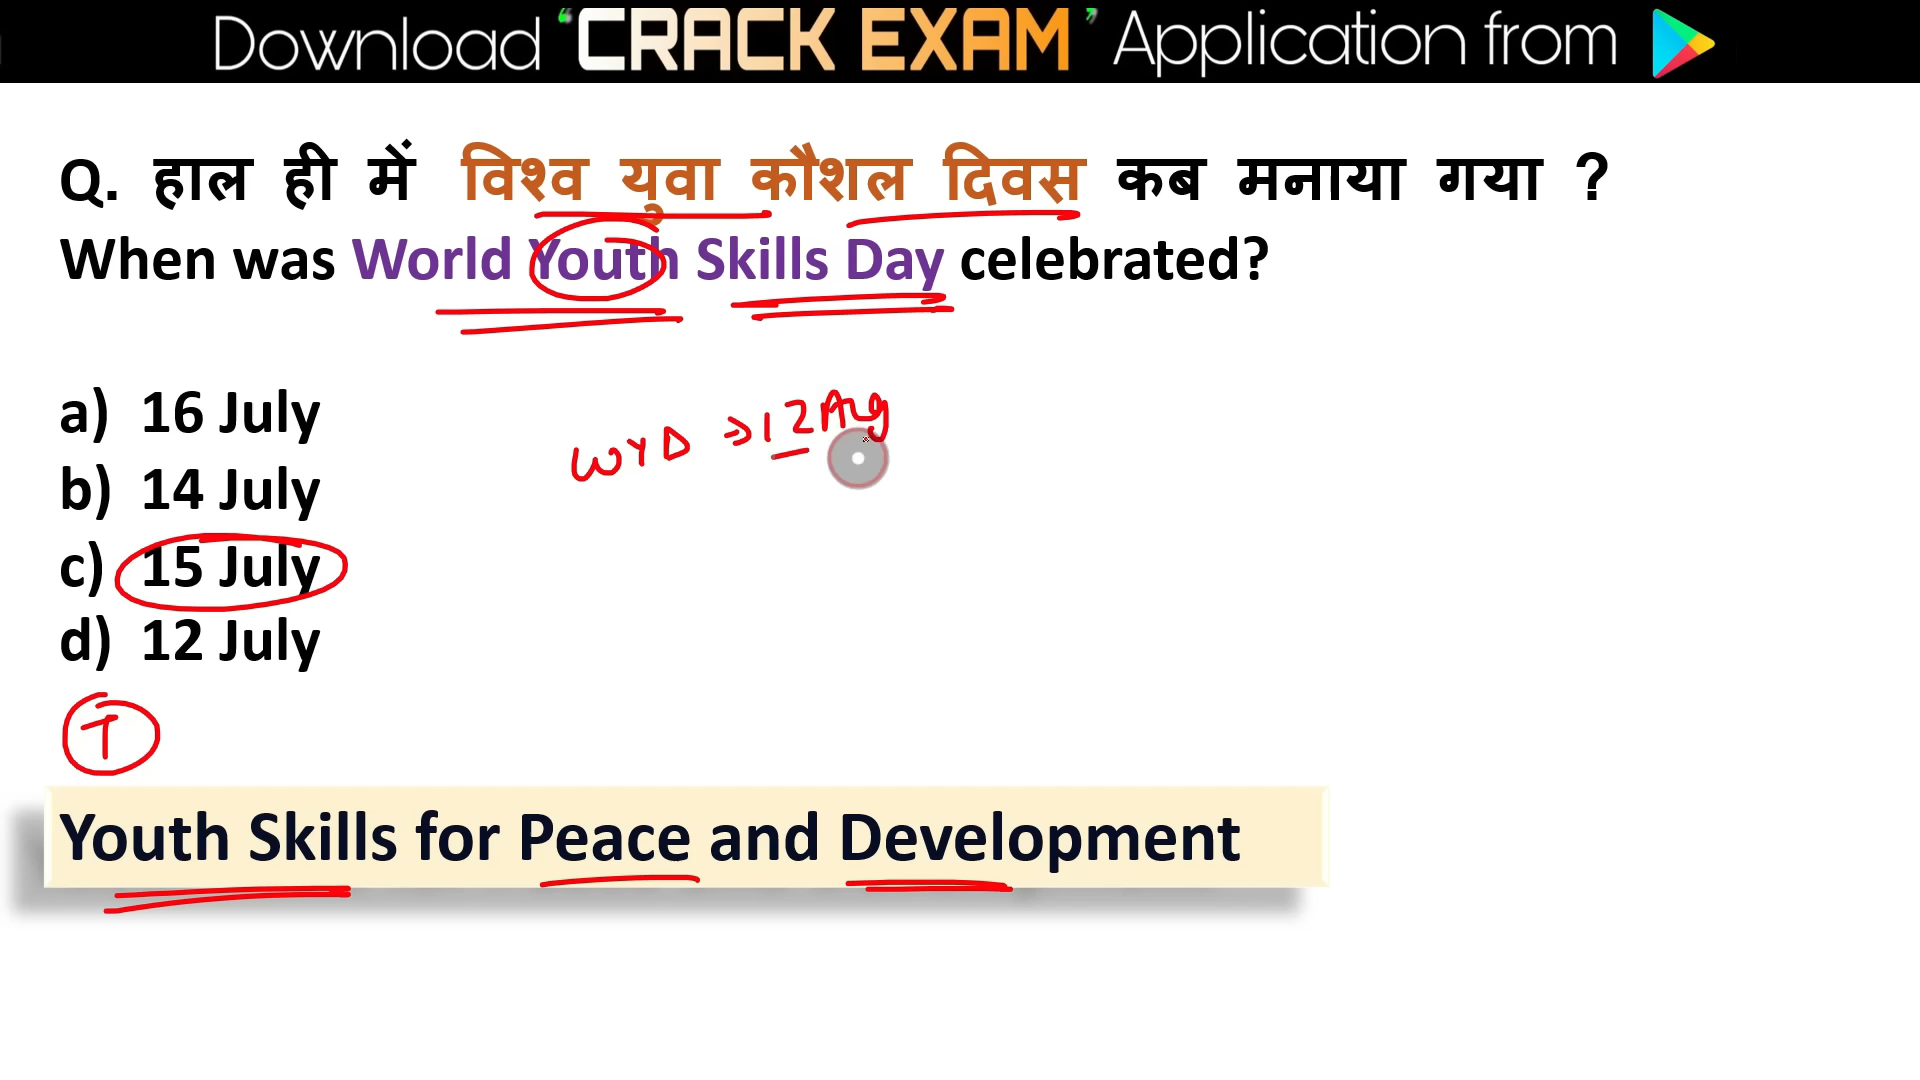 Download ‘CRACK EXAM’ Application from
Q. हाल ही में विश्व युवा कौशल दिवस कब मनाया गया ?
When was World Youth Skills Day celebrated?
a) 16 July
WYD → 12 Aug
b) 14 July
c) 15 July
d) 12 July
T
Youth Skills for Peace and Development